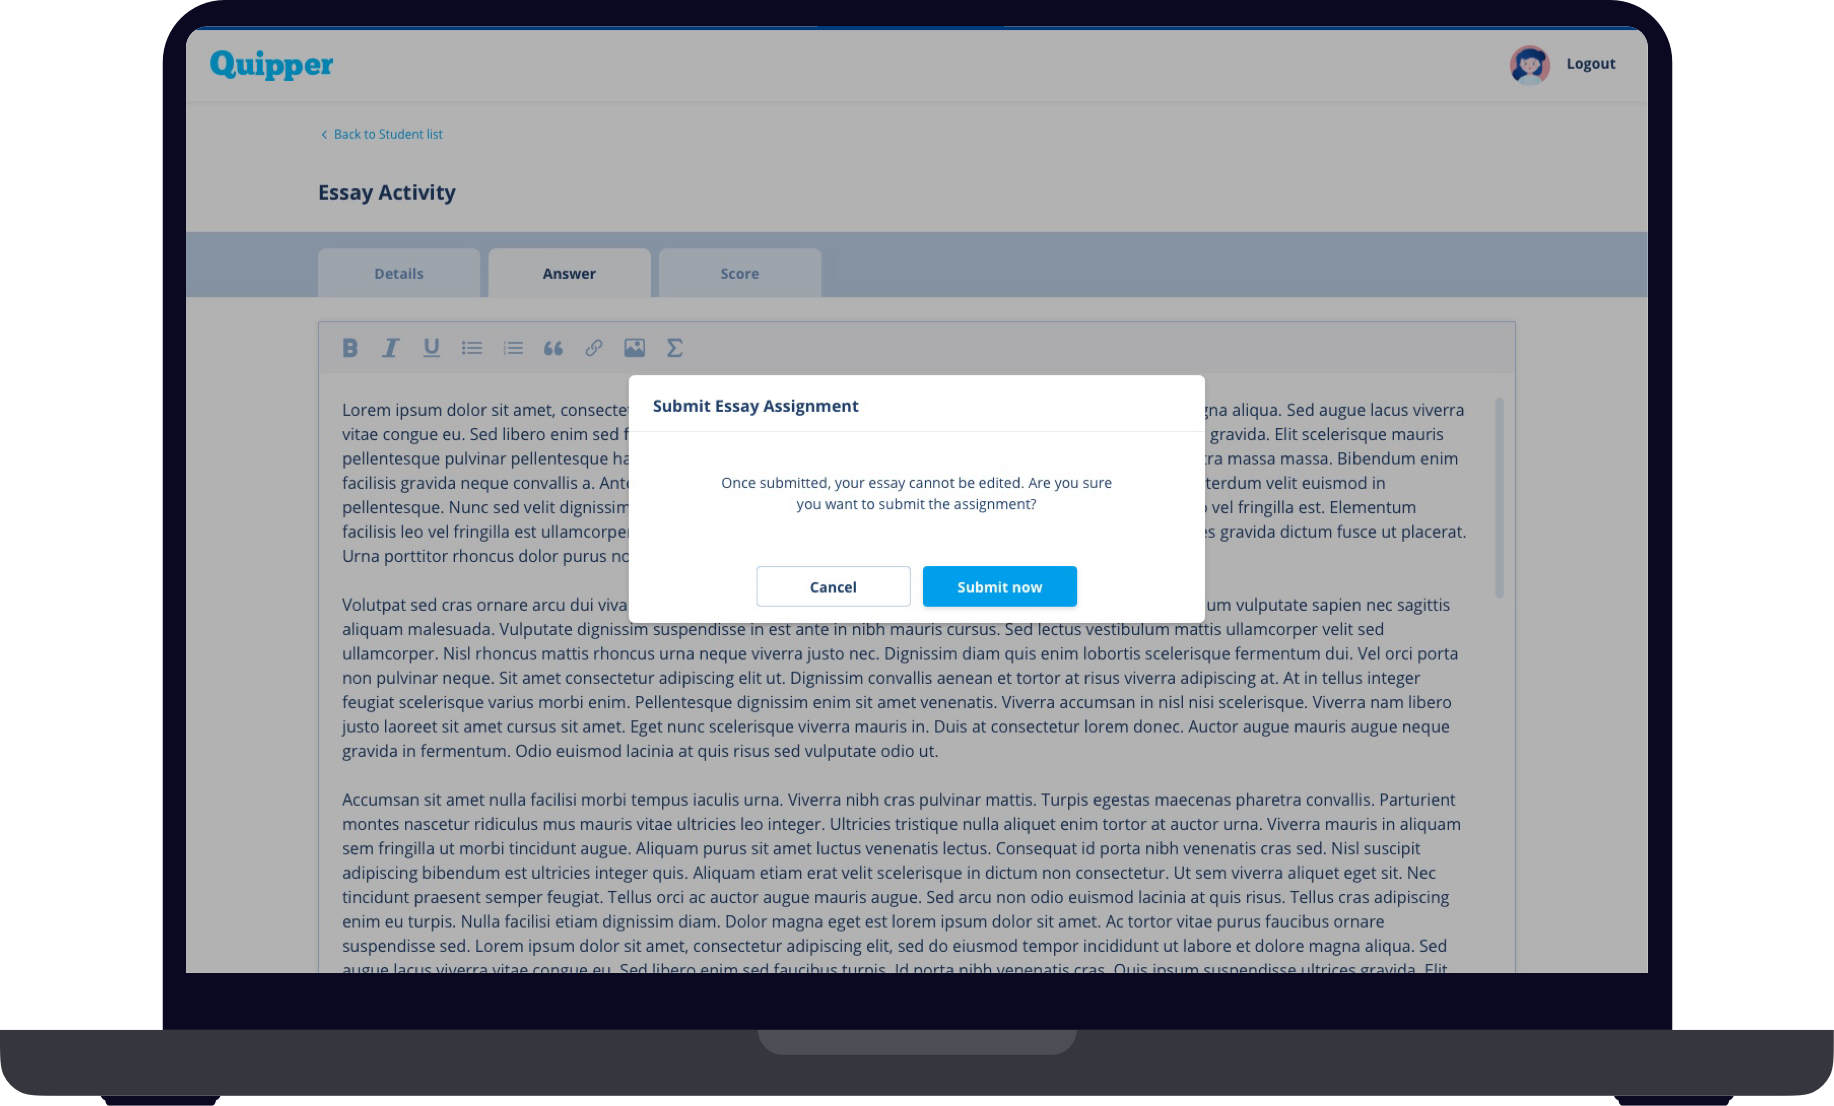 Quipper
Logout
Back to Student list
Essay Activity
Details
Answer
Score
B I U
Lorem ipsum dolor sit amet, aliqua. Sed augue lacus viverra
vitae congue eu. Sed libero enim sed gravida. Elit scelerisque mauris
pellentesque pulvinar pellentesque massa massa. Bibendum enim
facilisis gravida neque convallis a. velit euismod in
pellentesque. Nunc sed velit dignissim vel fringilla est. Elementum
facilisis leo vel fringilla est gravida dictum fusce ut placerat.
Urna porttitor rhoncus dolor purus
Submit Essay Assignment
Once submitted, your essay cannot be edited. Are you sure
you want to submit the assignment?
Cancel
Submit now
Volutpat sed cras ornare arcu dui vulputate sapien nec sagittis
aliquam malesuada. Vulputate dignissim suspendisse in est ante in nibh mauris cursus. Sed lectus vestibulum mattis ullamcorper velit sed
ullamcorper. Nisl rhoncus mattis rhoncus urna neque viverra justo nec. Dignissim diam quis enim lobortis scelerisque fermentum dui. Vel orci porta
non pulvinar neque. Sit amet consectetur adipiscing elit ut. Dignissim convallis aenean et tortor at risus viverra adipiscing at. At in tellus integer
feugiat scelerisque varius morbi enim. Pellentesque dignissim enim sit amet venenatis. Viverra accumsan in nisl nisi scelerisque. Viverra nam libero
justo laoreet sit amet cursus sit amet. Eget nunc scelerisque viverra mauris in. Duis at consectetur lorem donec. Auctor augue mauris augue neque
gravida in fermentum. Odio euismod lacinia at quis risus sed vulputate odio ut.
Accumsan sit amet nulla facilisi morbi tempus iaculis urna. Viverra nibh cras pulvinar mattis. Turpis egestas maecenas pharetra convallis. Parturient
montes nascetur ridiculus mus mauris vitae ultricies leo integer. Ultricies tristique nulla aliquet enim tortor at auctor urna. Viverra mauris in aliquam
sem fringilla ut morbi tincidunt augue. Aliquam purus sit amet luctus venenatis lectus. Consequat id porta nibh venenatis cras sed. Nisl suscipit
adipiscing bibendum est ultricies integer quis. Aliquam etiam erat velit scelerisque in dictum non consectetur. Ut sem viverra aliquet eget sit. Nec
tincidunt praesent semper feugiat. Tellus orci ac auctor augue mauris augue. Sed arcu non odio euismod lacinia at quis risus. Tellus cras adipiscing
enim eu turpis. Nulla facilisi etiam dignissim diam. Dolor magna eget est lorem ipsum dolor sit amet. Ac tortor vitae purus faucibus ornare
suspendisse sed. Lorem ipsum dolor sit amet, consectetur adipiscing elit, sed do eiusmod tempor incididunt ut labore et dolore magna aliqua. Sed
augue lacus viverra vitae congue eu. Sed libero enim sed faucibus turpis. Id porta nibh venenatis cras. Quis ipsum suspendisse ultrices gravida. Elit